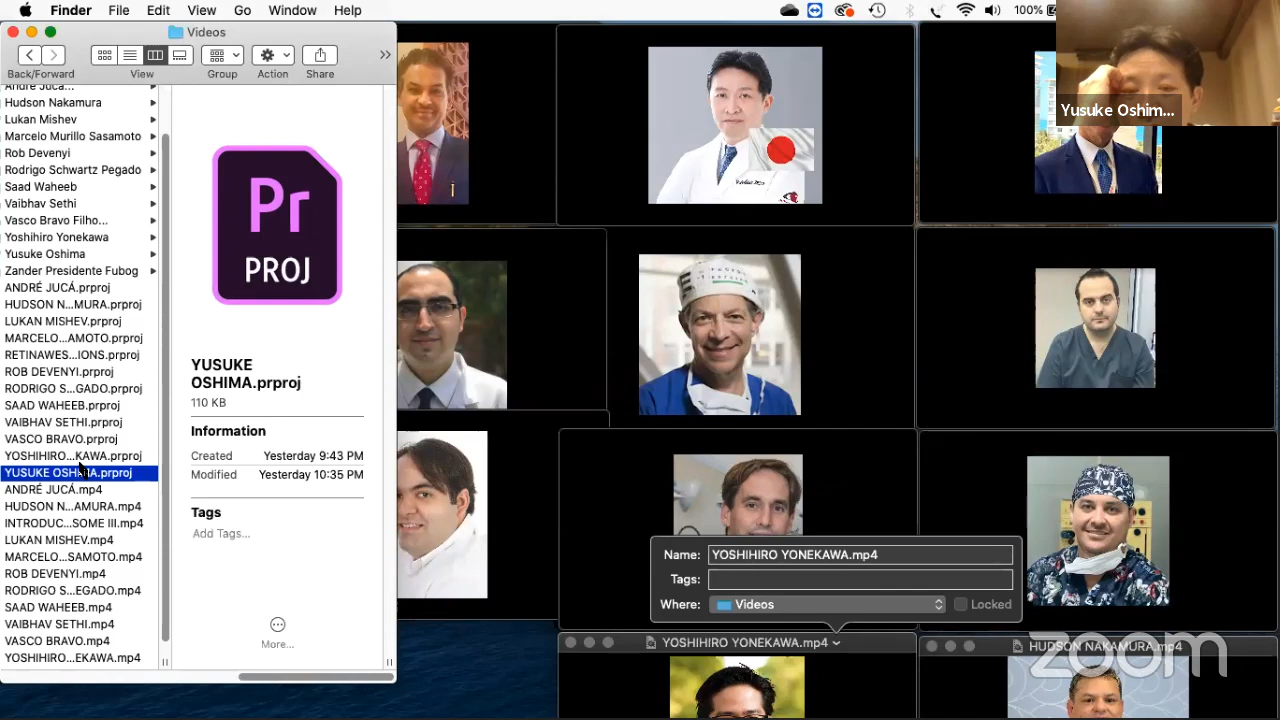 Finder File Edit View Go Window Help 100%
Videos
Back/Forward View Group Action Share
Hudson Nakamura
Lukan Mishev
Marcelo Murillo Sasamoto
Rob Devenyi
Rodrigo Schwartz Pegado
Saad Waheeb
Vaibhav Sethi
Vasco Bravo Filho...
Yoshihiro Yonekawa
Yusuke Oshima
Zander Presidente Fubog
ANDRÉ JUCÁ.prproj
HUDSON N...MURA.prproj
LUKAN MISHEV.prproj
MARCELO...AMOTO.prproj
RETINAWES...IONS.prproj
ROB DEVENYI.prproj
RODRIGO S...GADO.prproj
SAAD WAHEEB.prproj
VAIBHAV SETHI.prproj
VASCO BRAVO.prproj
YOSHIHIRO...KAWA.prproj
YUSUKE OSHIMA.prproj
ANDRÉ JUCÁ.mp4
HUDSON N...AMURA.mp4
INTRODUC...SOME III.mp4
LUKAN MISHEV.mp4
MARCELO...SAMOTO.mp4
ROB DEVENYI.mp4
RODRIGO S...EGADO.mp4
SAAD WAHEEB.mp4
VAIBHAV SETHI.mp4
VASCO BRAVO.mp4
YOSHIHIRO...EKAWA.mp4
Pr
PROJ
YUSUKE
OSHIMA.prproj
110 KB
Information
Created Yesterday 9:43 PM
Modified Yesterday 10:35 PM
Tags
Add Tags...
More...
Yusuke Oshim...
Name: YOSHIHIRO YONEKAWA.mp4
Tags:
Where: Videos Locked
YOSHIHIRO YONEKAWA.mp4
HUDSON NAKAMURA.mp4
zoom